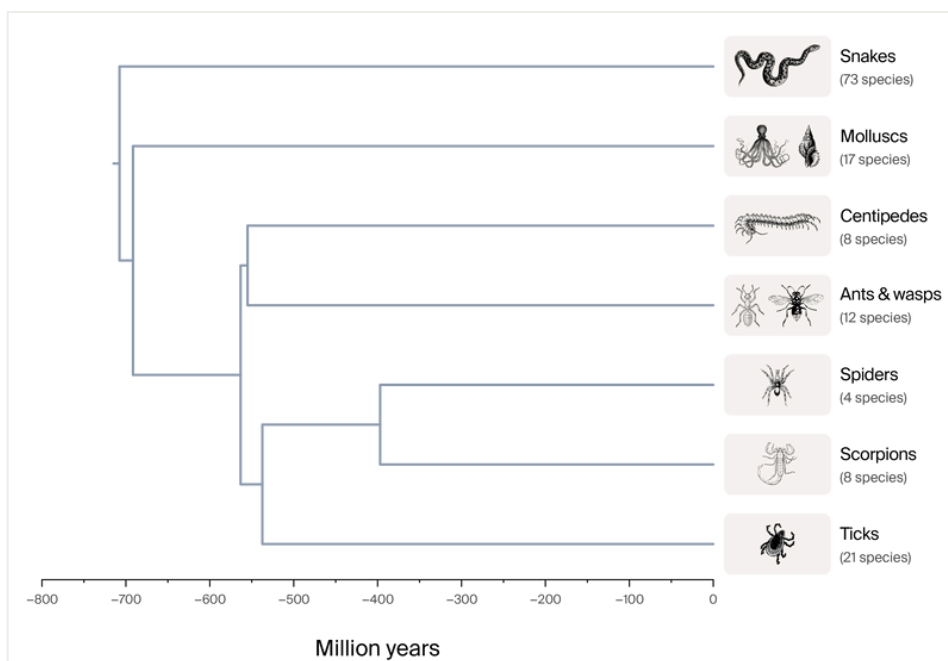 Snakes
(73 species)
Molluscs
(17 species)
Centipedes
(8 species)
Ants & wasps
(12 species)
Spiders
(4 species)
Scorpions
(8 species)
Ticks
(21 species)
−800 −700 −600 −500 −400 −300 −200 −100 0
Million years